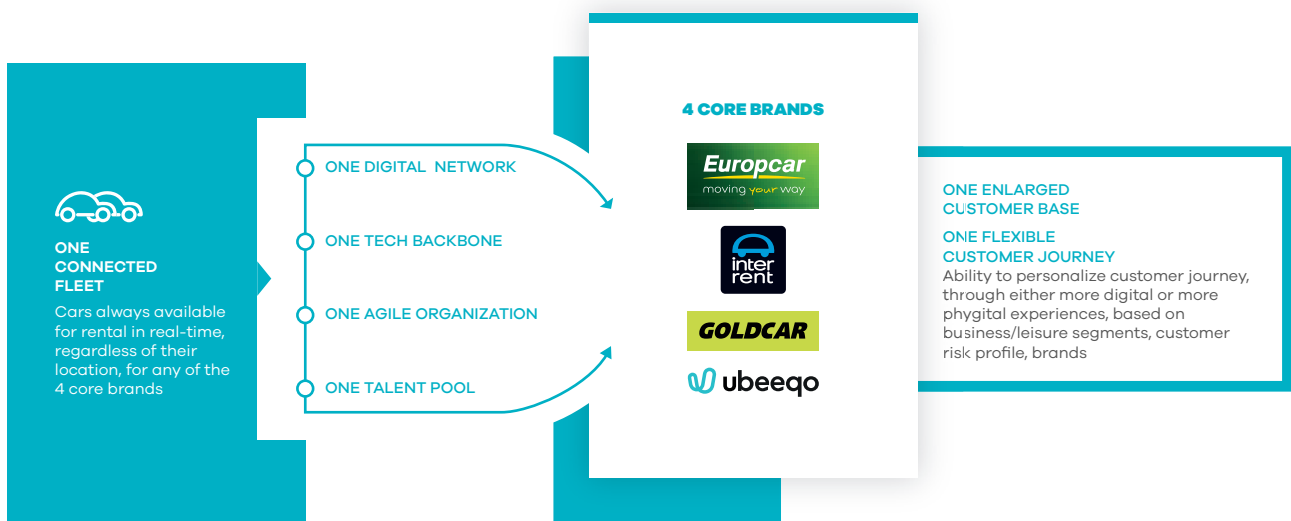 ONE
CONNECTED
FLEET
Cars always available
for rental in real-time,
regardless of their
location, for any of the
4 core brands
ONE DIGITAL NETWORK
ONE TECH BACKBONE
ONE AGILE ORGANIZATION
ONE TALENT POOL
4 CORE BRANDS
Europcar
moving your way
inter
rent
GOLDCAR
ubeeqo
ONE ENLARGED
CUSTOMER BASE
ONE FLEXIBLE
CUSTOMER JOURNEY
Ability to personalize customer journey,
through either more digital or more
phygital experiences, based on
business/leisure segments, customer
risk profile, brands